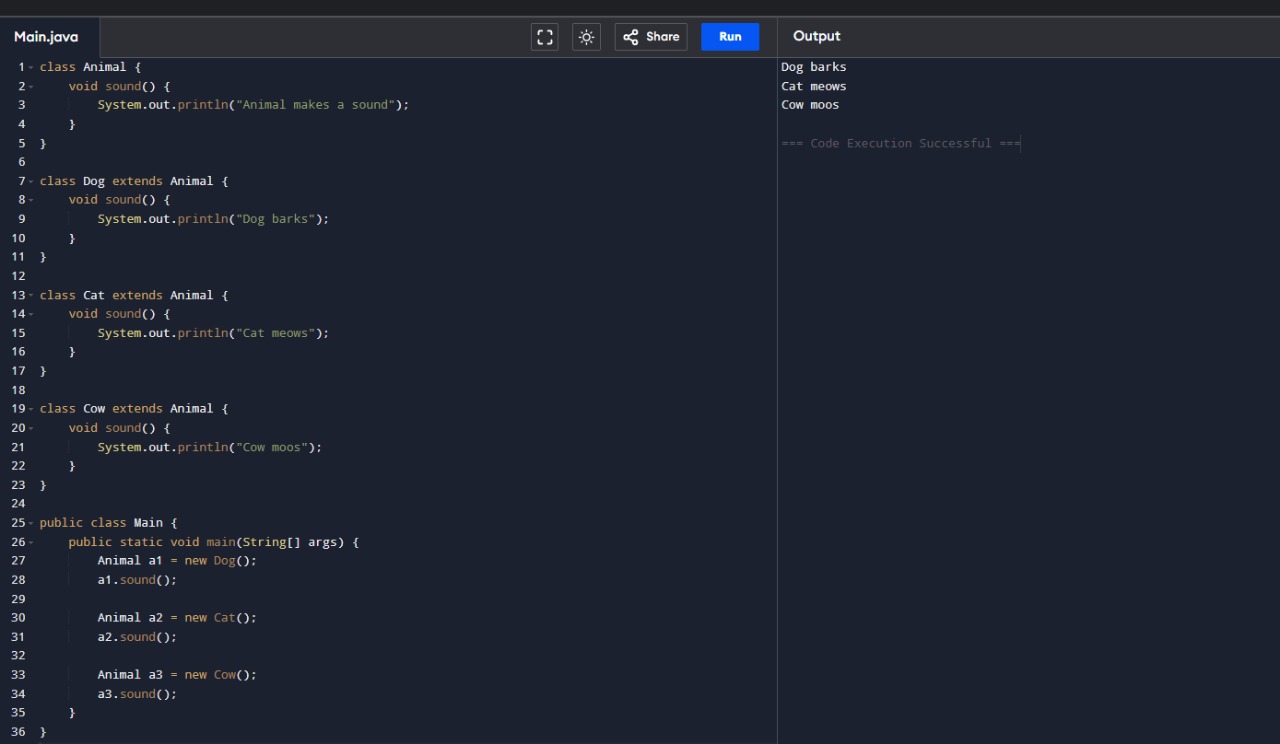 Main.java
Share
Run
Output
1 class Animal {
2     void sound() {
3         System.out.println("Animal makes a sound");
4     }
5 }
6
7 class Dog extends Animal {
8     void sound() {
9         System.out.println("Dog barks");
10     }
11 }
12
13 class Cat extends Animal {
14     void sound() {
15         System.out.println("Cat meows");
16     }
17 }
18
19 class Cow extends Animal {
20     void sound() {
21         System.out.println("Cow moos");
22     }
23 }
24
25 public class Main {
26     public static void main(String[] args) {
27         Animal a1 = new Dog();
28         a1.sound();
29
30         Animal a2 = new Cat();
31         a2.sound();
32
33         Animal a3 = new Cow();
34         a3.sound();
35     }
36 }
Dog barks
Cat meows
Cow moos
=== Code Execution Successful ===